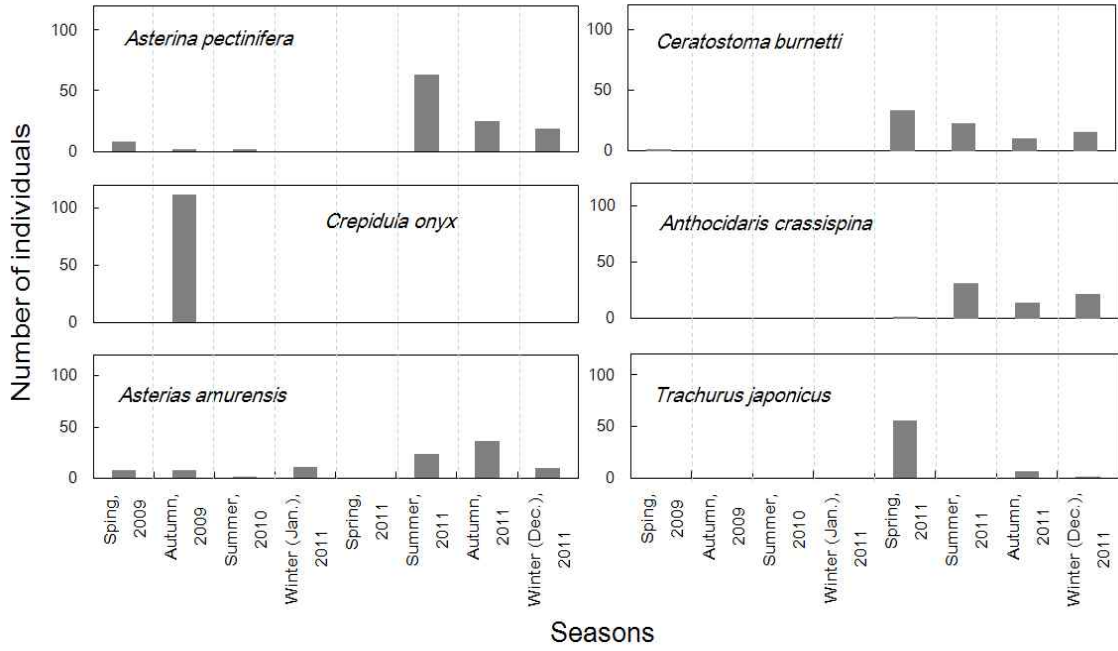 Number of individuals
100
50
0
Asterina pectinifera
100
50
0
Ceratostoma burnetti
100
50
0
Crepidula onyx
100
50
0
Anthocidaris crassispina
100
50
0
Asterias amurensis
100
50
0
Trachurus japonicus
Sping,
2009
Autumn,
2009
Summer,
2010
Winter (Jan.),
2011
Spring,
2011
Summer,
2011
Autumn,
2011
Winter (Dec.),
2011
Sping,
2009
Autumn,
2009
Summer,
2010
Winter (Jan.),
2011
Spring,
2011
Summer,
2011
Autumn,
2011
Winter (Dec.),
2011
Seasons